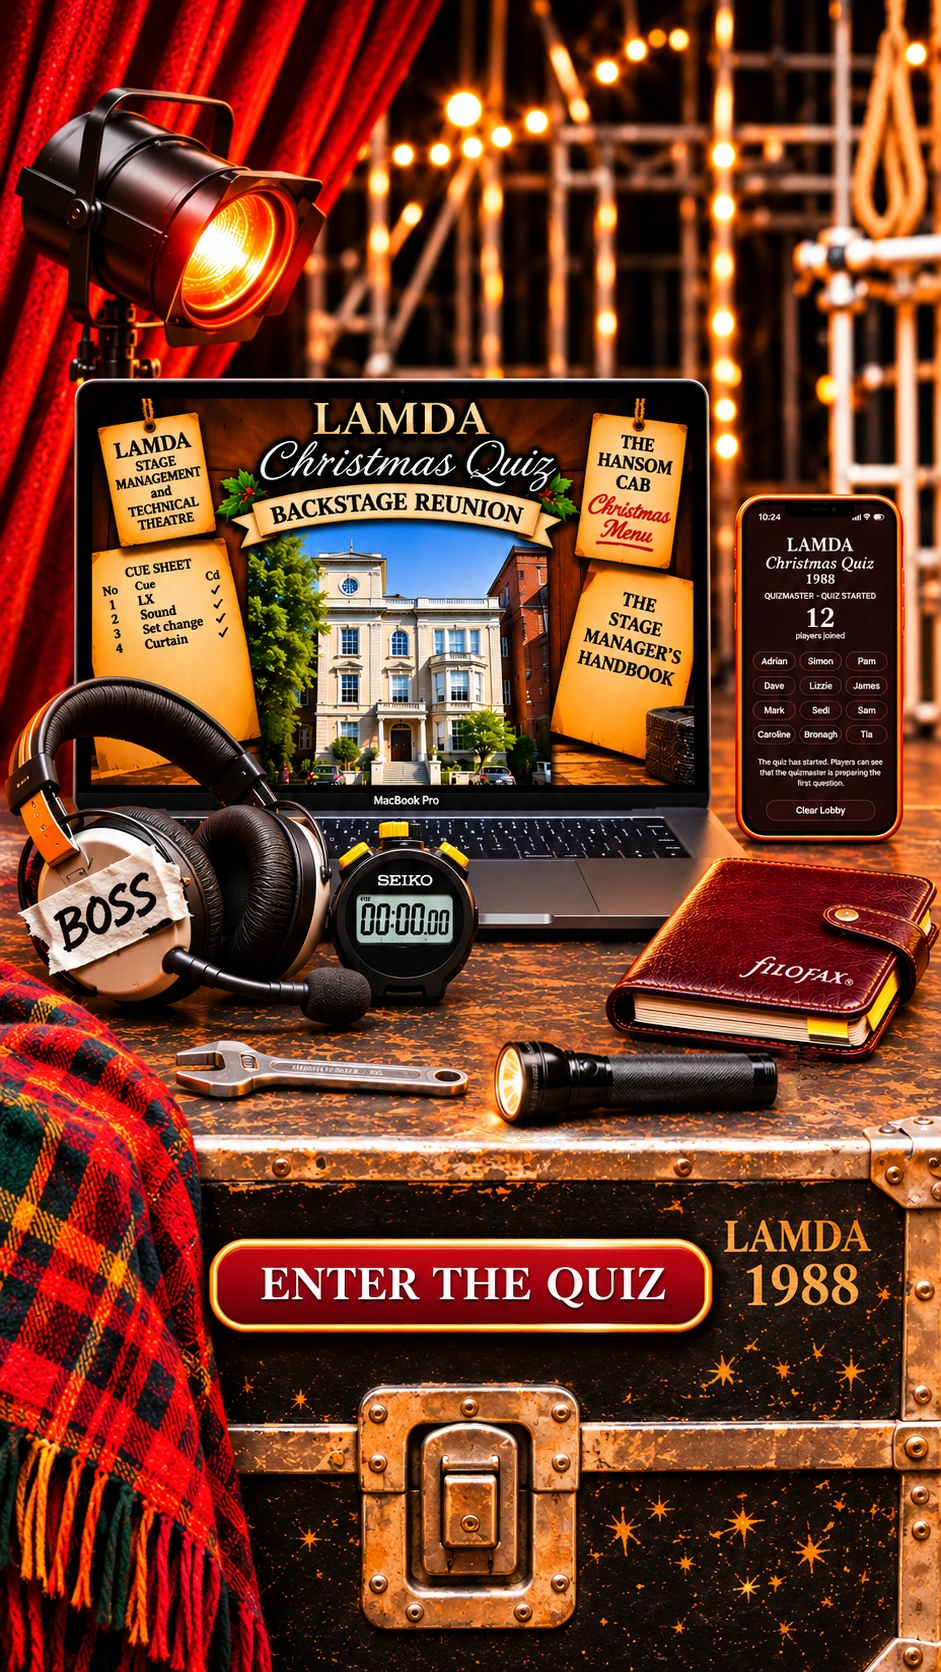 LAMDA
Christmas Quiz
BACKSTAGE REUNION
LAMDA
STAGE
MANAGEMENT
and
TECHNICAL
THEATRE
CUE SHEET
No Cue Cd
1 LX ✓
2 Sound ✓
3 Set change ✓
4 Curtain ✓
THE
HANSOM
CAB
Christmas
Menu
THE
STAGE
MANAGER'S
HANDBOOK
MacBook Pro
10:24
LAMDA
Christmas Quiz
1988
QUIZMASTER - QUIZ STARTED
12
players joined
Adrian Simon Pam
Dave Lizzie James
Mark Sedi Sam
Caroline Bronagh Tia
The quiz has started. Players can see
that the quizmaster is preparing the
first question.
Clear Lobby
BOSS
SEIKO
00:00.00
fILOFAX®
ENTER THE QUIZ
LAMDA
1988